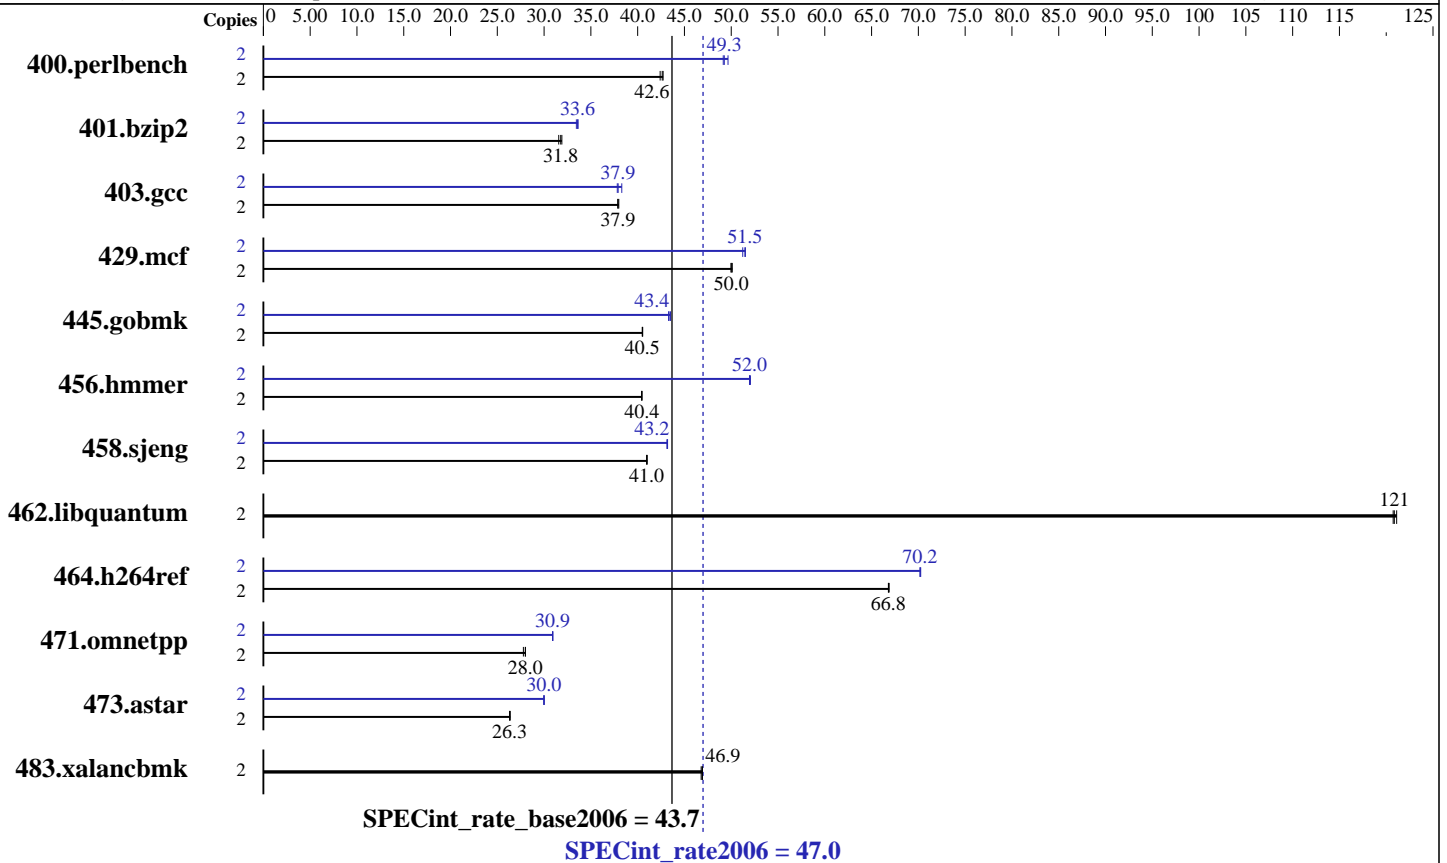 Copies 0 5.00 10.0 15.0 20.0 25.0 30.0 35.0 40.0 45.0 50.0 55.0 60.0 65.0 70.0 75.0 80.0 85.0 90.0 95.0 100 105 110 115 125
400.perlbench 2 49.3
2 42.6
401.bzip2 2 33.6
2 31.8
403.gcc 2 37.9
2 37.9
429.mcf 2 51.5
2 50.0
445.gobmk 2 43.4
2 40.5
456.hmmer 2 52.0
2 40.4
458.sjeng 2 43.2
2 41.0
462.libquantum 2 121
464.h264ref 2 70.2
2 66.8
471.omnetpp 2 30.9
2 28.0
473.astar 2 30.0
2 26.3
483.xalancbmk 2 46.9
SPECint_rate_base2006 = 43.7
SPECint_rate2006 = 47.0